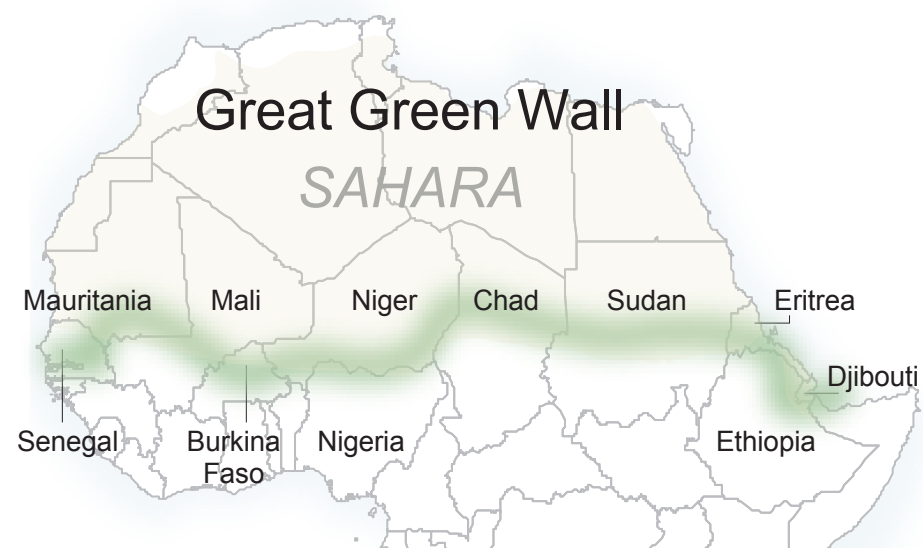 Great Green Wall
SAHARA
Mauritania
Mali
Niger
Chad
Sudan
Eritrea
Djibouti
Senegal
Burkina
Faso
Nigeria
Ethiopia